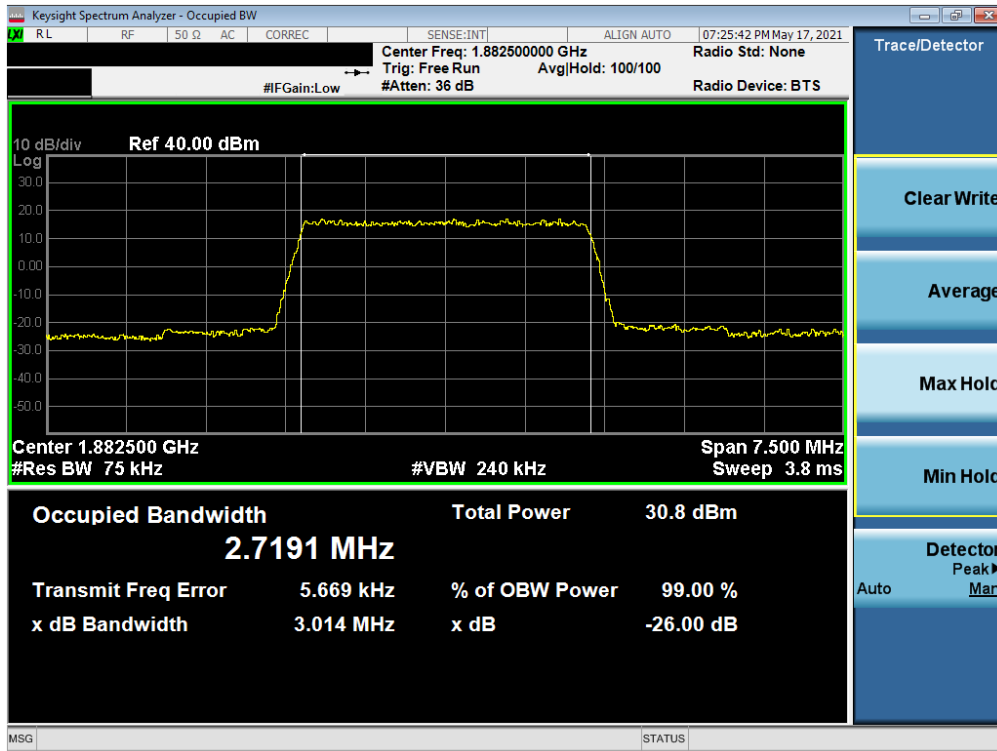 Keysight Spectrum Analyzer - Occupied BW
LXI RL RF 50 Ω AC CORREC SENSE:INT ALIGN AUTO 07:25:42 PM May 17, 2021
Center Freq: 1.882500000 GHz Radio Std: None
Trig: Free Run Avg|Hold: 100/100
#IFGain:Low #Atten: 36 dB Radio Device: BTS
Trace/Detector
10 dB/div Ref 40.00 dBm
Log
30.0
20.0
10.0
0.00
-10.0
-20.0
-30.0
-40.0
-50.0
Center 1.882500 GHz Span 7.500 MHz
#Res BW 75 kHz #VBW 240 kHz Sweep 3.8 ms
Clear Write
Average
Max Hold
Min Hold
Detector
Peak
Auto Man
Occupied Bandwidth Total Power 30.8 dBm
2.7191 MHz
Transmit Freq Error 5.669 kHz % of OBW Power 99.00 %
x dB Bandwidth 3.014 MHz x dB -26.00 dB
MSG STATUS